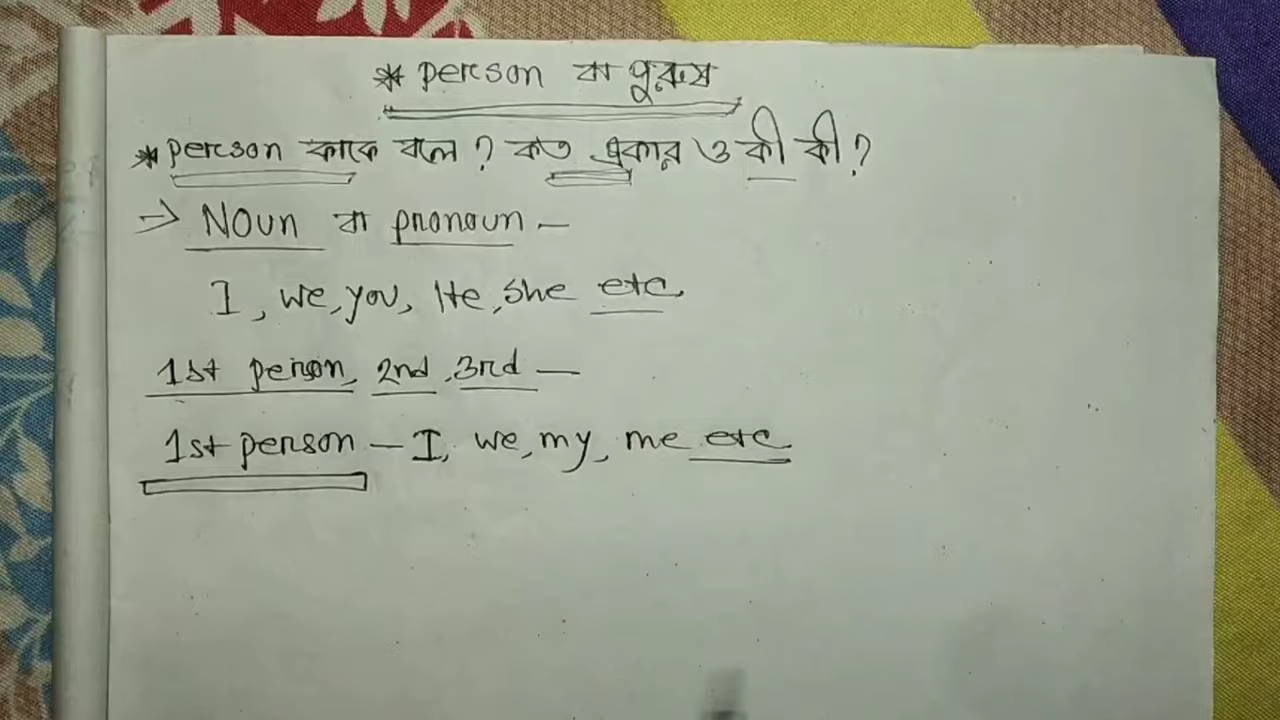 * person বা পুরুষ
* person কাকে বলে? কত প্রকার ও কী কী?
⇒ Noun বা pronoun —
I, we, you, He, she etc.
1st person, 2nd, 3rd —
1st person — I, we, my, me etc